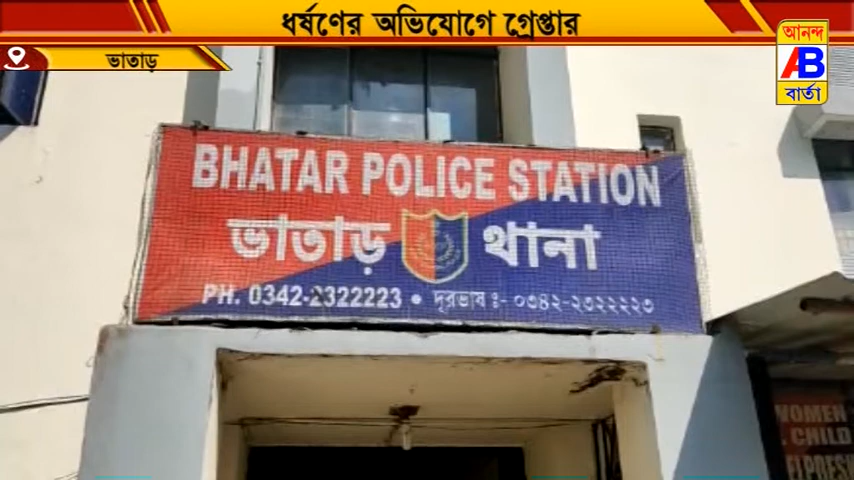 ধর্ষণের অভিযোগে গ্রেপ্তার
ভাতাড়
আনন্দ
AB
বার্তা
BHATAR POLICE STATION
ভাতাড় থানা
PH. 0342-2322223 • দূরভাষ ঃ- ০৩৪২-২৩২২২২৩
WOMEN
CHILD